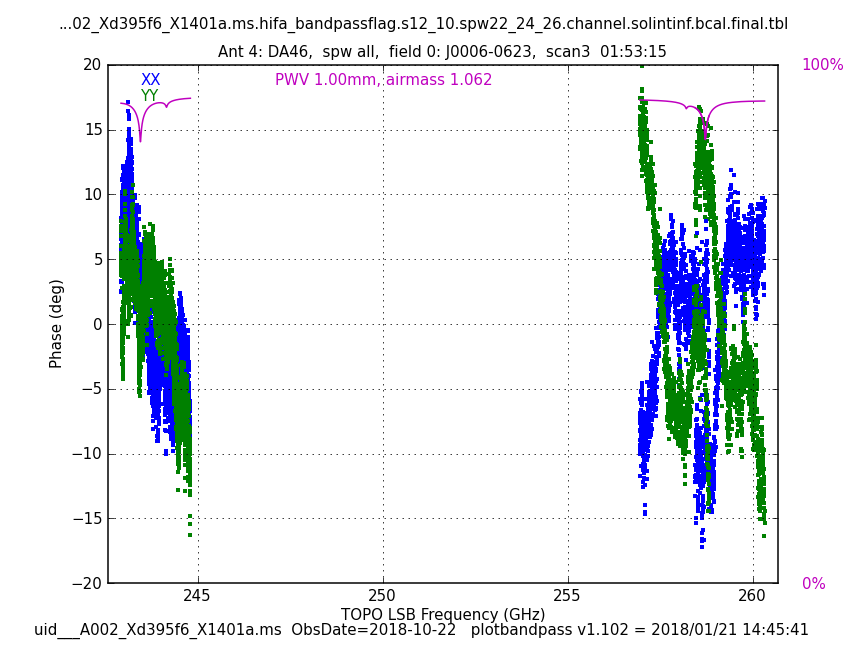 ...02_Xd395f6_X1401a.ms.hifa_bandpassflag.s12_10.spw22_24_26.channel.solintinf.bcal.final.tbl
Ant 4: DA46,  spw all,  field 0: J0006-0623,  scan3  01:53:15
XX
YY
PWV 1.00mm, airmass 1.062
100%
0%
20
15
10
5
0
−5
−10
−15
−20
Phase (deg)
245
250
255
260
TOPO LSB Frequency (GHz)
uid___A002_Xd395f6_X1401a.ms  ObsDate=2018-10-22   plotbandpass v1.102 = 2018/01/21 14:45:41